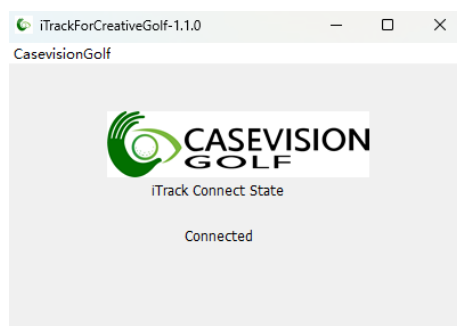 iTrackForCreativeGolf-1.1.0
CasevisionGolf
CASEVISION
GOLF
iTrack Connect State
Connected